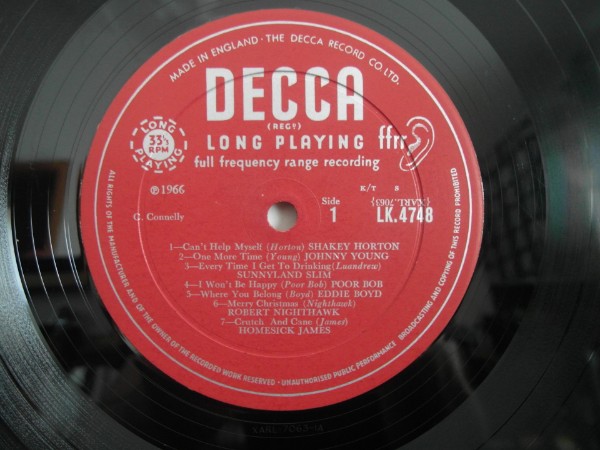 MADE IN ENGLAND · THE DECCA RECORD CO. LTD.
DECCA
(REGD)
LONG PLAYING
33⅓
RPM
LONG PLAYING ffrr
full frequency range recording
℗ 1966
K/T S
Side
1
(XARL.7063)
LK.4748
G. Connelly
1—Can't Help Myself (Horton) SHAKEY HORTON
2—One More Time (Young) JOHNNY YOUNG
3—Every Time I Get To Drinking (Luandrew)
SUNNYLAND SLIM
4—I Won't Be Happy (Poor Bob) POOR BOB
5—Where You Belong (Boyd) EDDIE BOYD
6—Merry Christmas (Nighthawk)
ROBERT NIGHTHAWK
7—Crutch And Cane (James)
HOMESICK JAMES
ALL RIGHTS OF THE MANUFACTURER AND OF THE OWNER OF THE RECORDED WORK RESERVED · UNAUTHORISED PUBLIC PERFORMANCE BROADCASTING AND COPYING OF THIS RECORD PROHIBITED
XARL-7063-1A